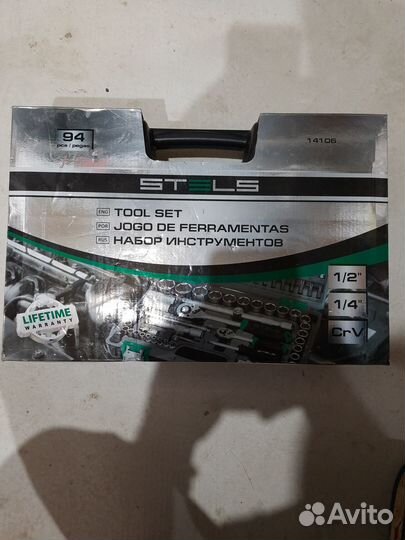 94
pcs / peças
14106
STELS
ENG TOOL SET
POR JOGO DE FERRAMENTAS
RUS НАБОР ИНСТРУМЕНТОВ
1/2"
1/4"
CrV
LIFETIME
WARRANTY
Avito